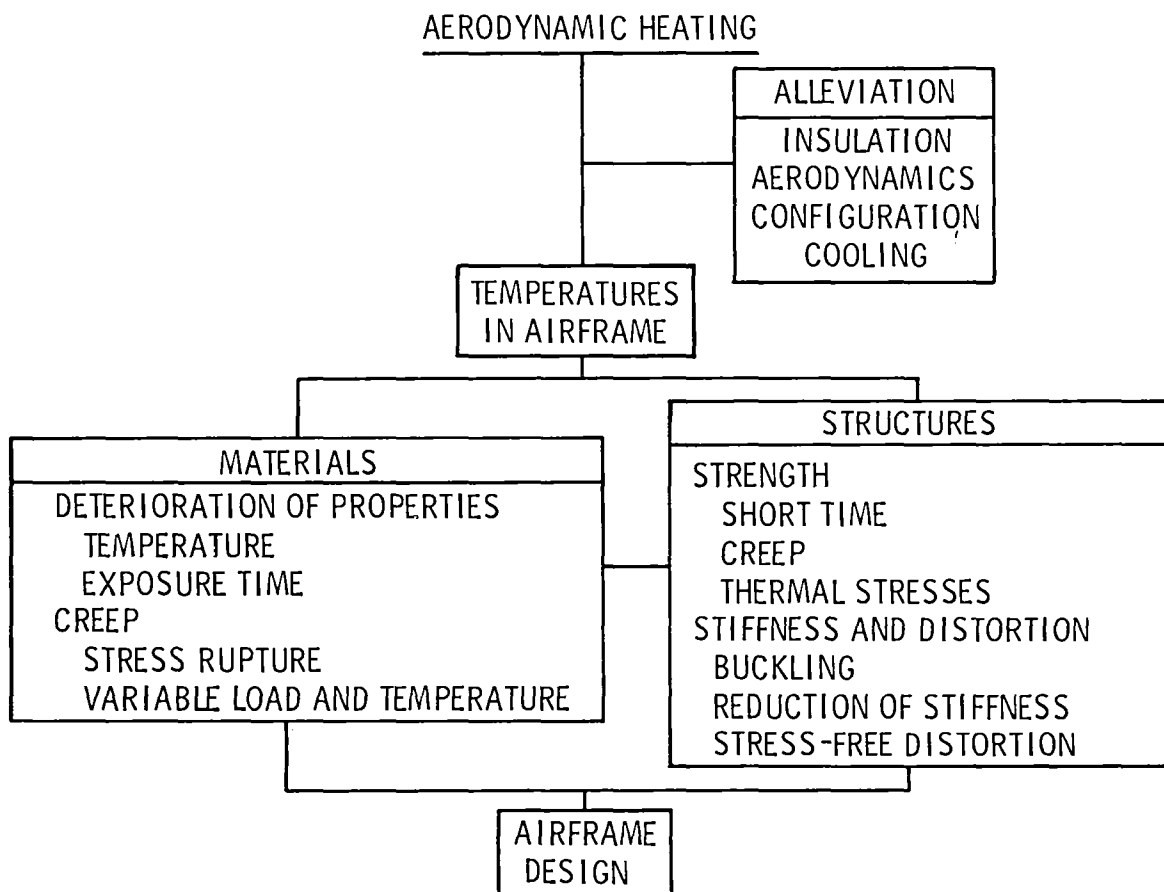 AERODYNAMIC HEATING
ALLEVIATION
INSULATION
AERODYNAMICS
CONFIGURATION
COOLING
TEMPERATURES
IN AIRFRAME
MATERIALS
DETERIORATION OF PROPERTIES
TEMPERATURE
EXPOSURE TIME
CREEP
STRESS RUPTURE
VARIABLE LOAD AND TEMPERATURE
STRUCTURES
STRENGTH
SHORT TIME
CREEP
THERMAL STRESSES
STIFFNESS AND DISTORTION
BUCKLING
REDUCTION OF STIFFNESS
STRESS-FREE DISTORTION
AIRFRAME
DESIGN